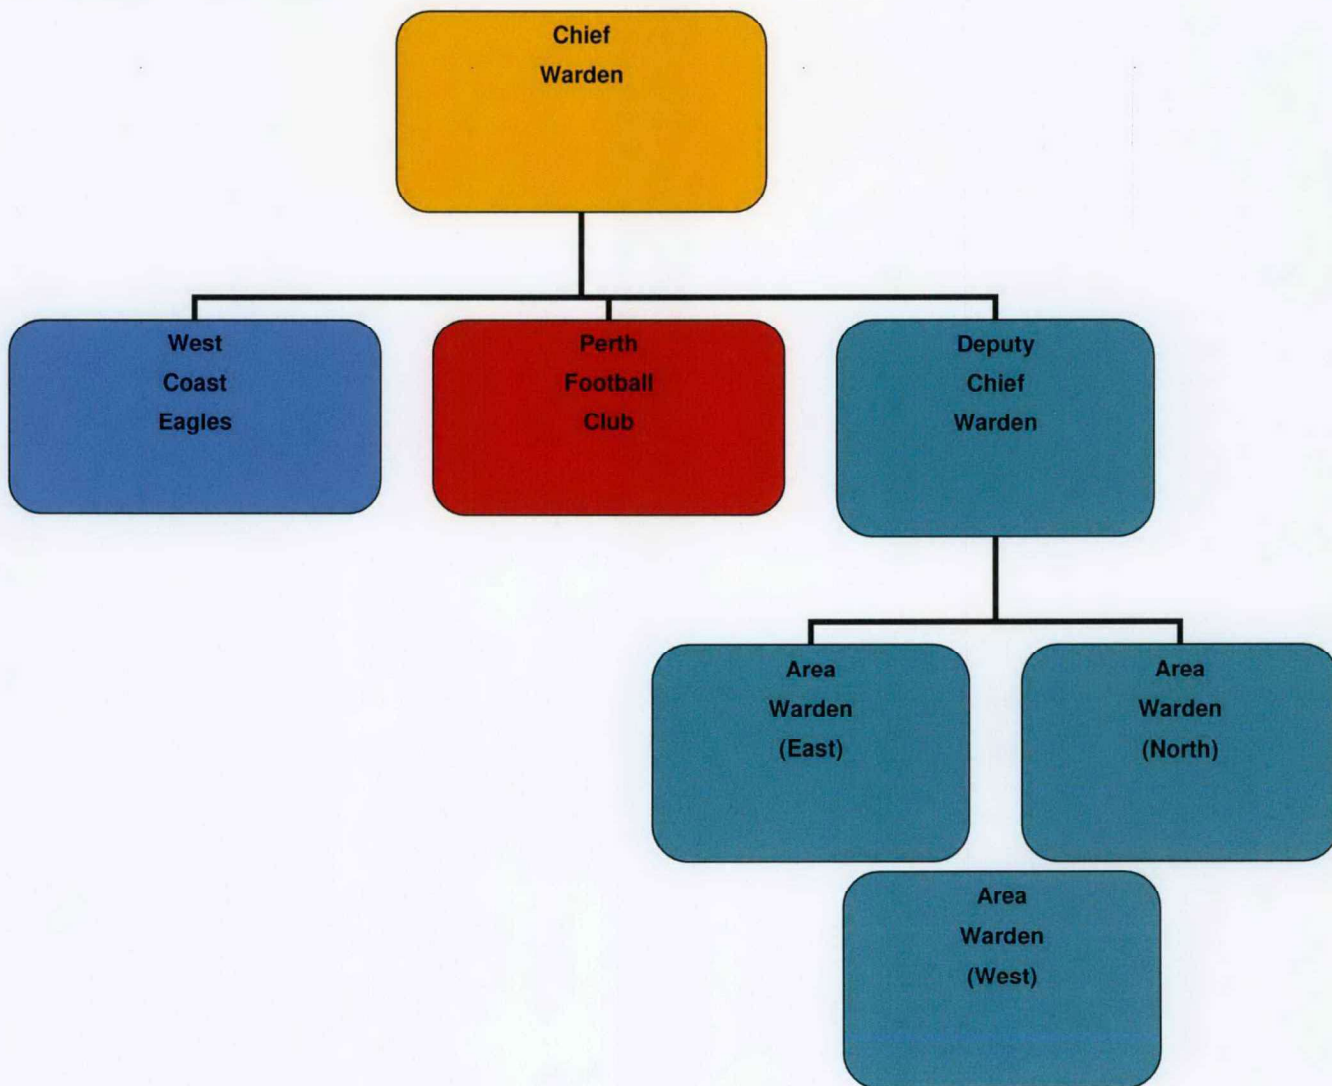 Chief
Warden
West
Coast
Eagles
Perth
Football
Club
Deputy
Chief
Warden
Area
Warden
(East)
Area
Warden
(North)
Area
Warden
(West)